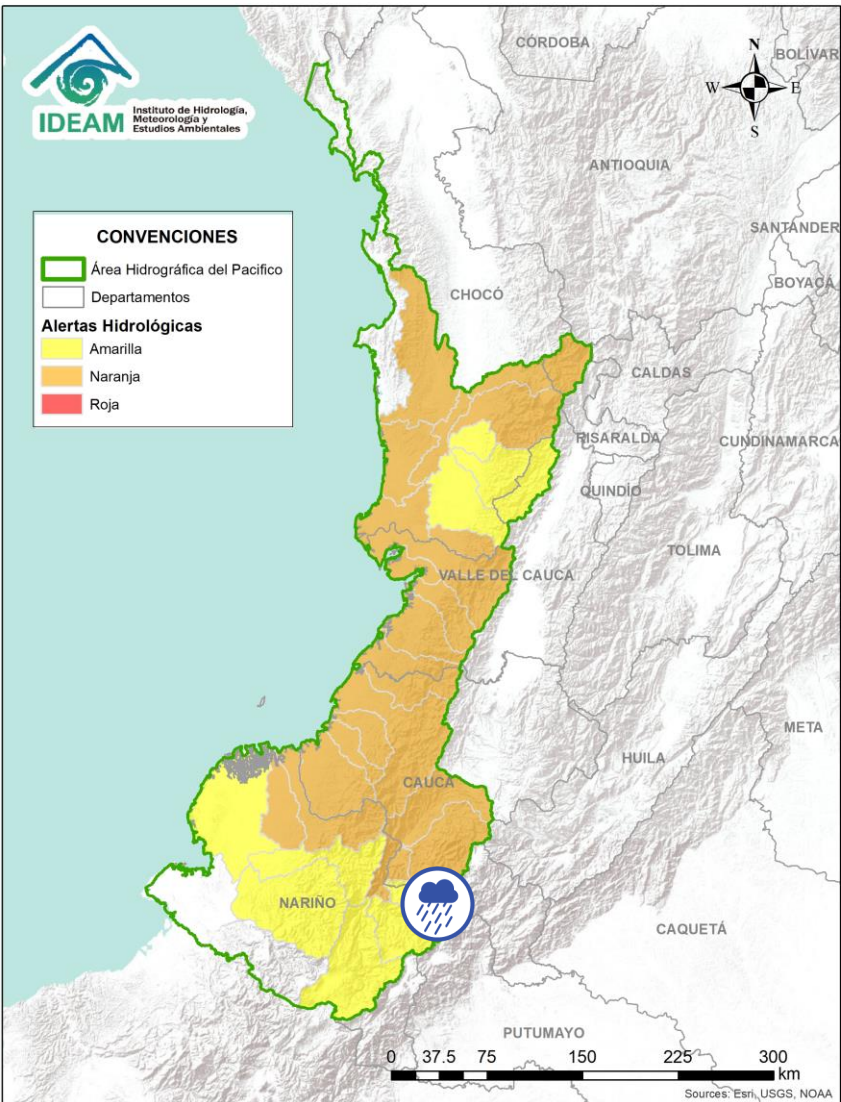 IDEAM
Instituto de Hidrología,
Meteorología y
Estudios Ambientales
N
W
E
S
CONVENCIONES
Área Hidrográfica del Pacifico
Departamentos
Alertas Hidrológicas
Amarilla
Naranja
Roja
CÓRDOBA
BOLÍVAR
ANTIOQUIA
SANTANDER
BOYACÁ
CHOCÓ
CALDAS
RISARALDA
CUNDINAMARCA
QUINDÍO
TOLIMA
VALLE DEL CAUCA
META
HUILA
CAUCA
NARIÑO
CAQUETÁ
PUTUMAYO
0 37.5 75 150 225 300
km
Sources: Esri, USGS, NOAA